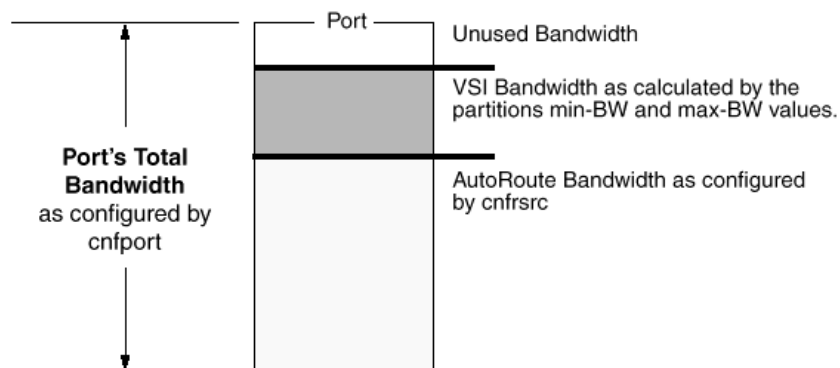 Port
Unused Bandwidth
VSI Bandwidth as calculated by the
partitions min-BW and max-BW values.
Port's Total
Bandwidth
as configured by
cnfport
AutoRoute Bandwidth as configured
by cnfrsrc